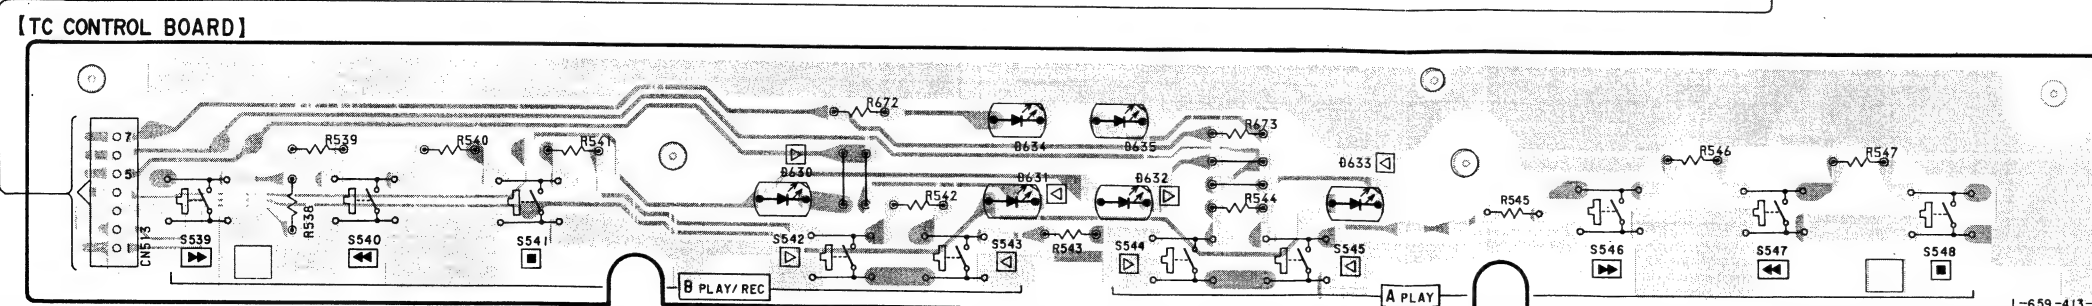 [TC CONTROL BOARD]
R672
R673
7
R539
R540
R541
D634
D635
R546
R547
5
D630
D631
D632
D633
R538
R542
R544
R545
CN513
S539
S540
S541
S542
S543
R543
S544
S545
S546
S547
S548
B PLAY/REC
A PLAY
1-659-413-